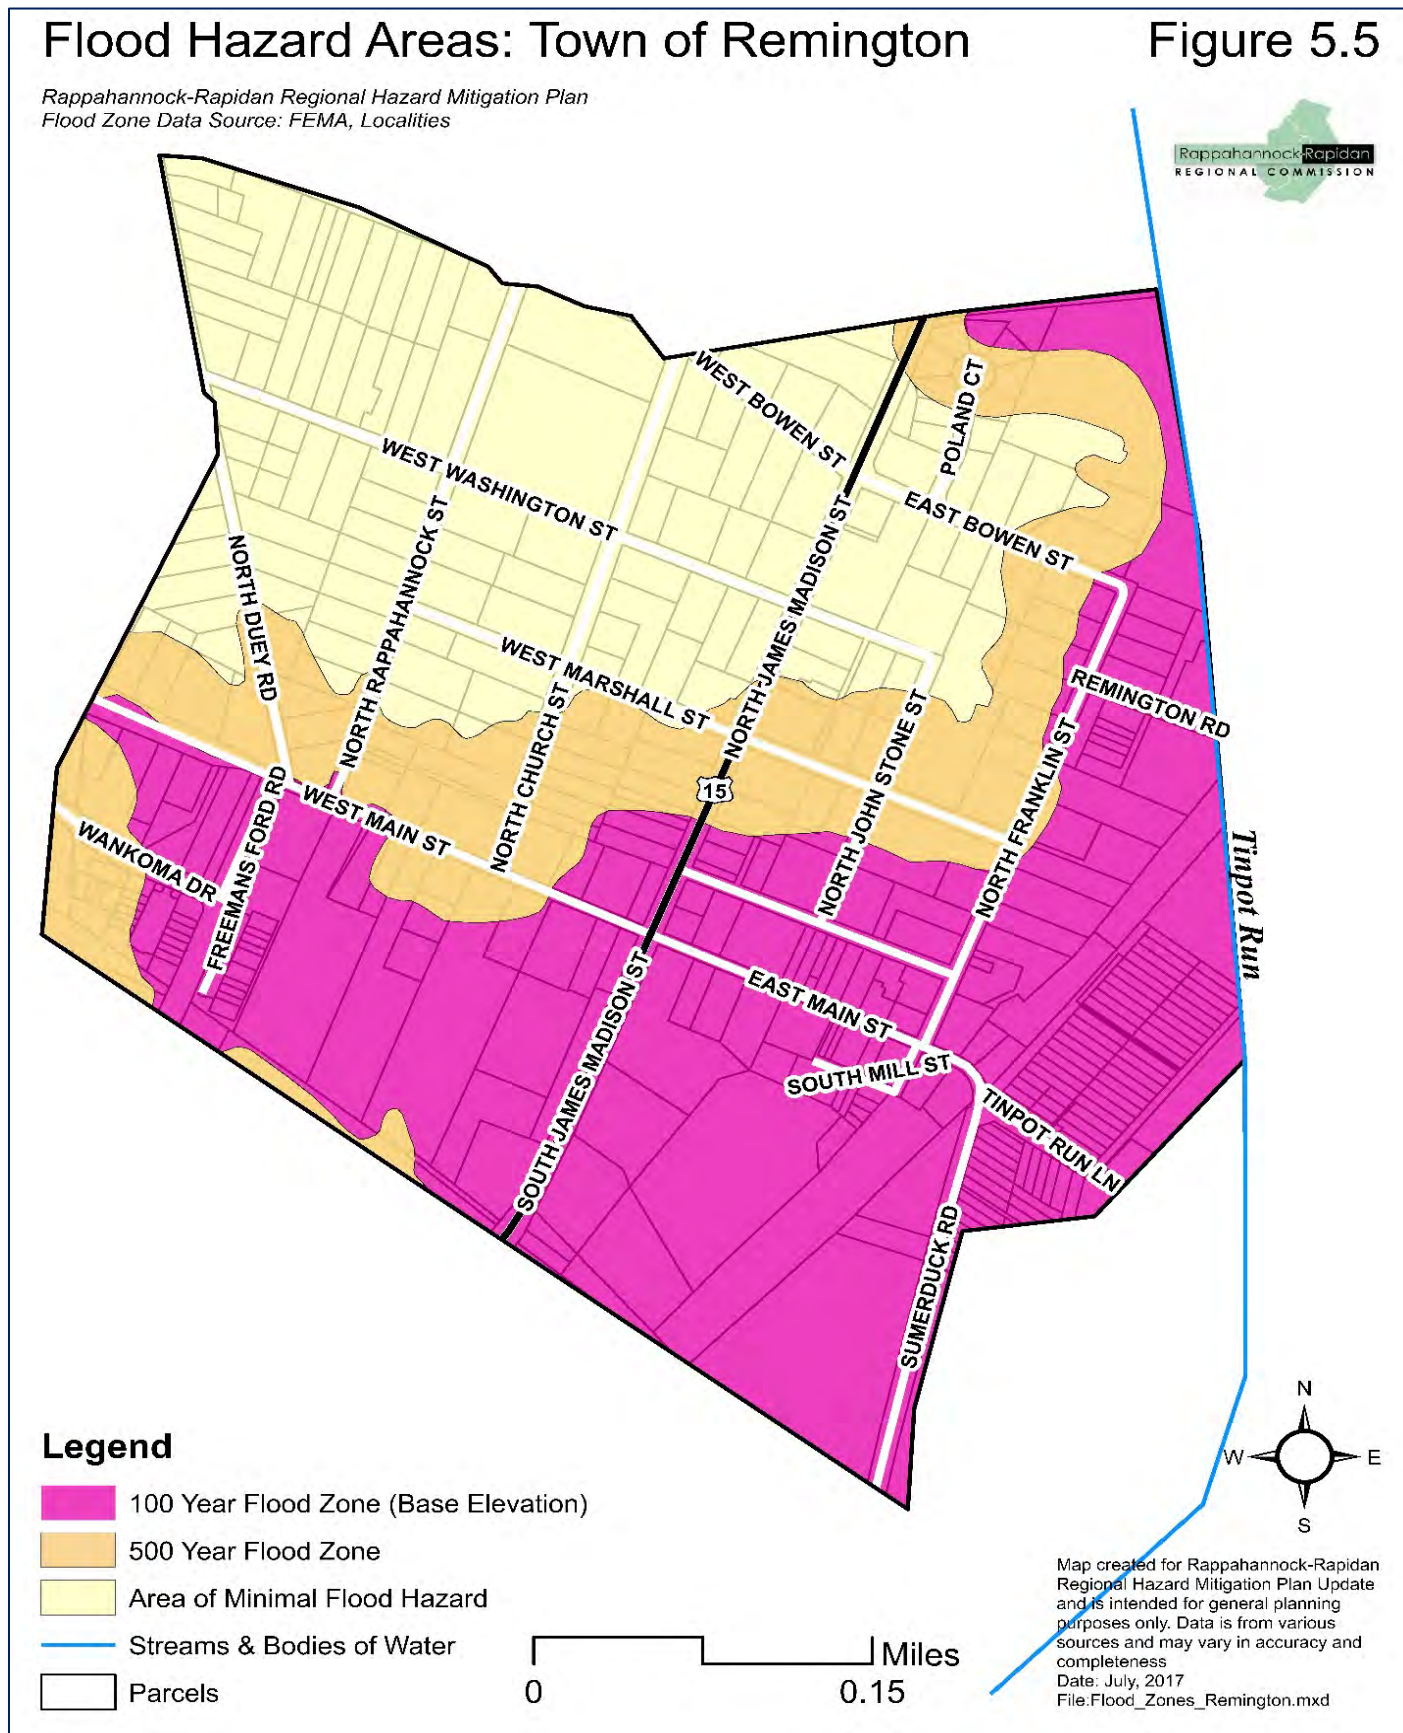 Flood Hazard Areas: Town of Remington
Figure 5.5
Rappahannock-Rapidan Regional Hazard Mitigation Plan
Flood Zone Data Source: FEMA, Localities
Rappahannock-Rapidan
REGIONAL COMMISSION
WEST BOWEN ST
POLAND CT
WEST WASHINGTON ST
EAST BOWEN ST
NORTH RAPPAHANNOCK ST
NORTH DUEY RD
NORTH JAMES MADISON ST
WEST MARSHALL ST
REMINGTON RD
NORTH CHURCH ST
NORTH JOHN STONE ST
NORTH FRANKLIN ST
15
WEST MAIN ST
FREEMANS FORD RD
WANKOMA DR
Tinpot Run
EAST MAIN ST
SOUTH JAMES MADISON ST
SOUTH MILL ST
TINPOT RUN LN
SUMERDUCK RD
N
W
E
S
Legend
100 Year Flood Zone (Base Elevation)
500 Year Flood Zone
Area of Minimal Flood Hazard
Streams & Bodies of Water
Parcels
Miles
0
0.15
Map created for Rappahannock-Rapidan
Regional Hazard Mitigation Plan Update
and is intended for general planning
purposes only. Data is from various
sources and may vary in accuracy and
completeness
Date: July, 2017
File:Flood_Zones_Remington.mxd